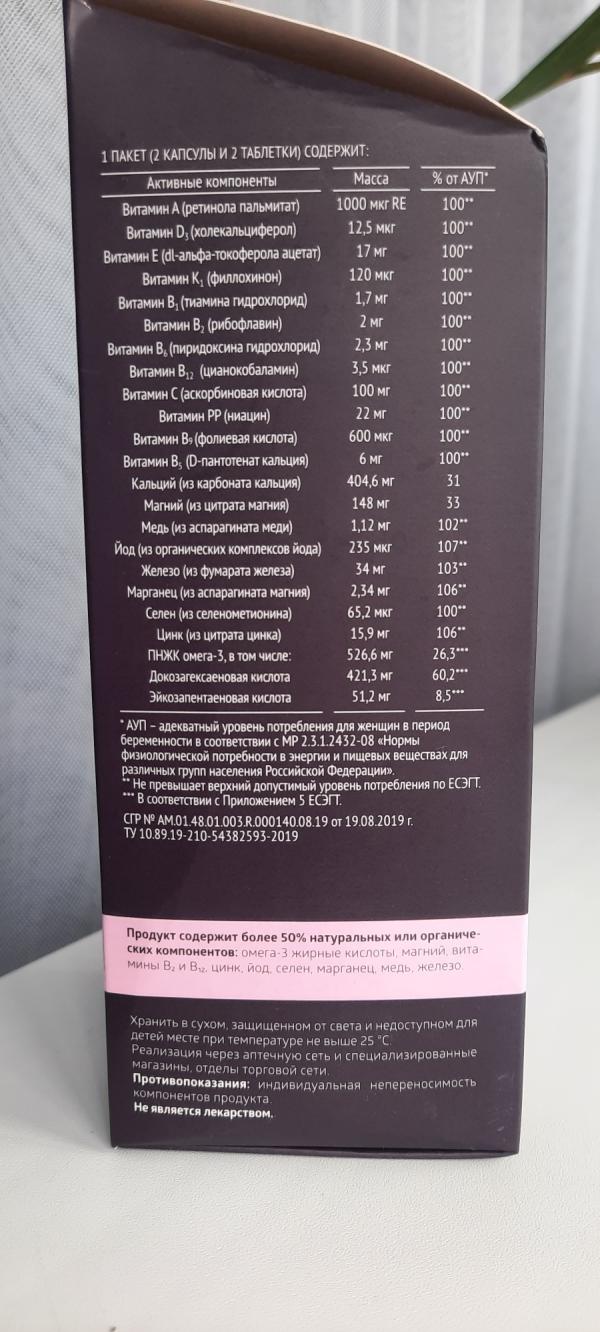 1 ПАКЕТ (2 КАПСУЛЫ И 2 ТАБЛЕТКИ) СОДЕРЖИТ:
Активные компоненты Масса % от АУП*
Витамин А (ретинола пальмитат) 1000 мкг RE 100**
Витамин D₃ (холекальциферол) 12,5 мкг 100**
Витамин Е (dl-альфа-токоферола ацетат) 17 мг 100**
Витамин К₁ (филлохинон) 120 мкг 100**
Витамин В₁ (тиамина гидрохлорид) 1,7 мг 100**
Витамин В₂ (рибофлавин) 2 мг 100**
Витамин В₆ (пиридоксина гидрохлорид) 2,3 мг 100**
Витамин В₁₂ (цианокобаламин) 3,5 мкг 100**
Витамин С (аскорбиновая кислота) 100 мг 100**
Витамин РР (ниацин) 22 мг 100**
Витамин В₉ (фолиевая кислота) 600 мкг 100**
Витамин В₅ (D-пантотенат кальция) 6 мг 100**
Кальций (из карбоната кальция) 404,6 мг 31
Магний (из цитрата магния) 148 мг 33
Медь (из аспарагината меди) 1,12 мг 102**
Йод (из органических комплексов йода) 235 мкг 107**
Железо (из фумарата железа) 34 мг 103**
Марганец (из аспарагината магния) 2,34 мг 106**
Селен (из селенометионина) 65,2 мкг 100**
Цинк (из цитрата цинка) 15,9 мг 106**
ПНЖК омега-3, в том числе: 526,6 мг 26,3***
Докозагексаеновая кислота 421,3 мг 60,2***
Эйкозапентаеновая кислота 51,2 мг 8,5***
* АУП – адекватный уровень потребления для женщин в период
беременности в соответствии с МР 2.3.1.2432-08 «Нормы
физиологической потребности в энергии и пищевых веществах для
различных групп населения Российской Федерации».
** Не превышает верхний допустимый уровень потребления по ЕСЭГТ.
*** В соответствии с Приложением 5 ЕСЭГТ.
СГР № AM.01.48.01.003.R.000140.08.19 от 19.08.2019 г.
ТУ 10.89.19-210-54382593-2019
Продукт содержит более 50% натуральных или органиче-
ских компонентов: омега-3 жирные кислоты, магний, вита-
мины В₂ и В₁₂, цинк, йод, селен, марганец, медь, железо.
Хранить в сухом, защищенном от света и недоступном для
детей месте при температуре не выше 25 °С.
Реализация через аптечную сеть и специализированные
магазины, отделы торговой сети.
Противопоказания: индивидуальная непереносимость
компонентов продукта.
Не является лекарством.